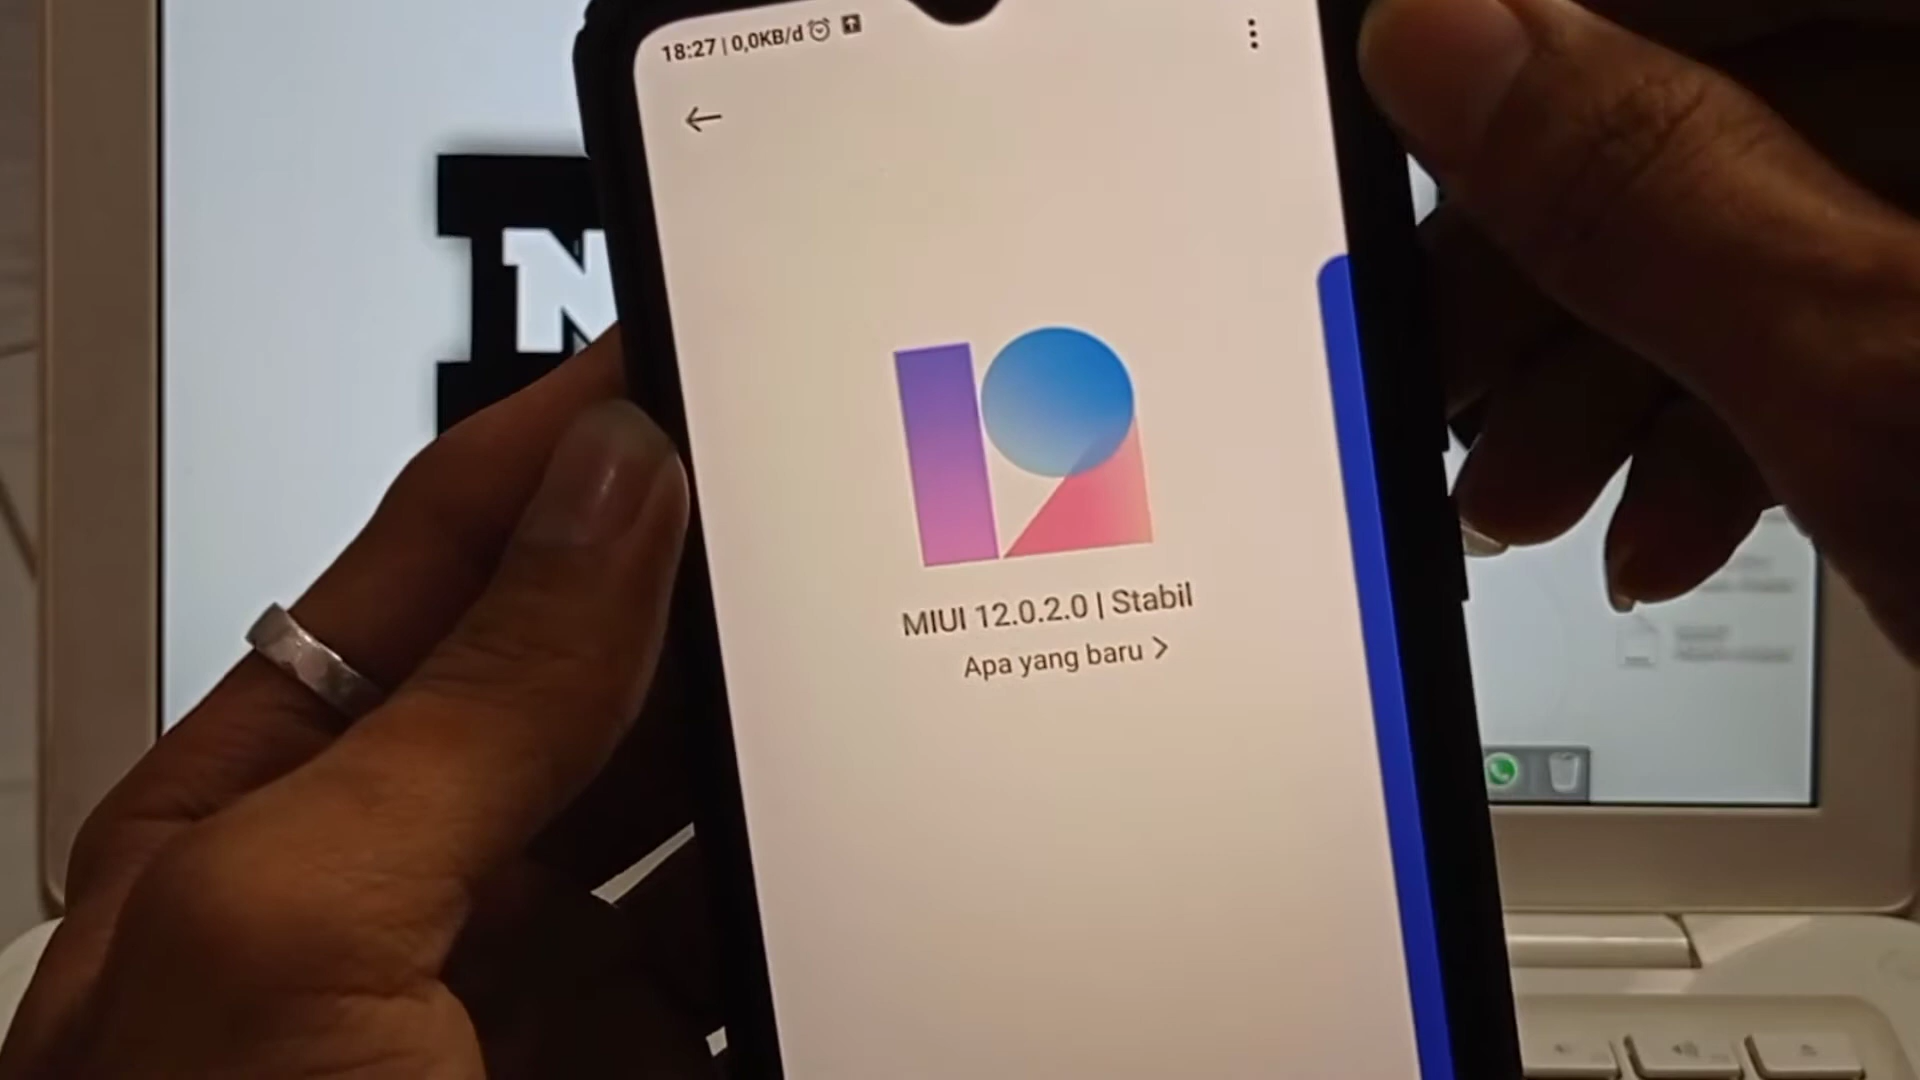 18:27 | 0,0KB/d
N
MIUI 12.0.2.0 | Stabil
Apa yang baru >